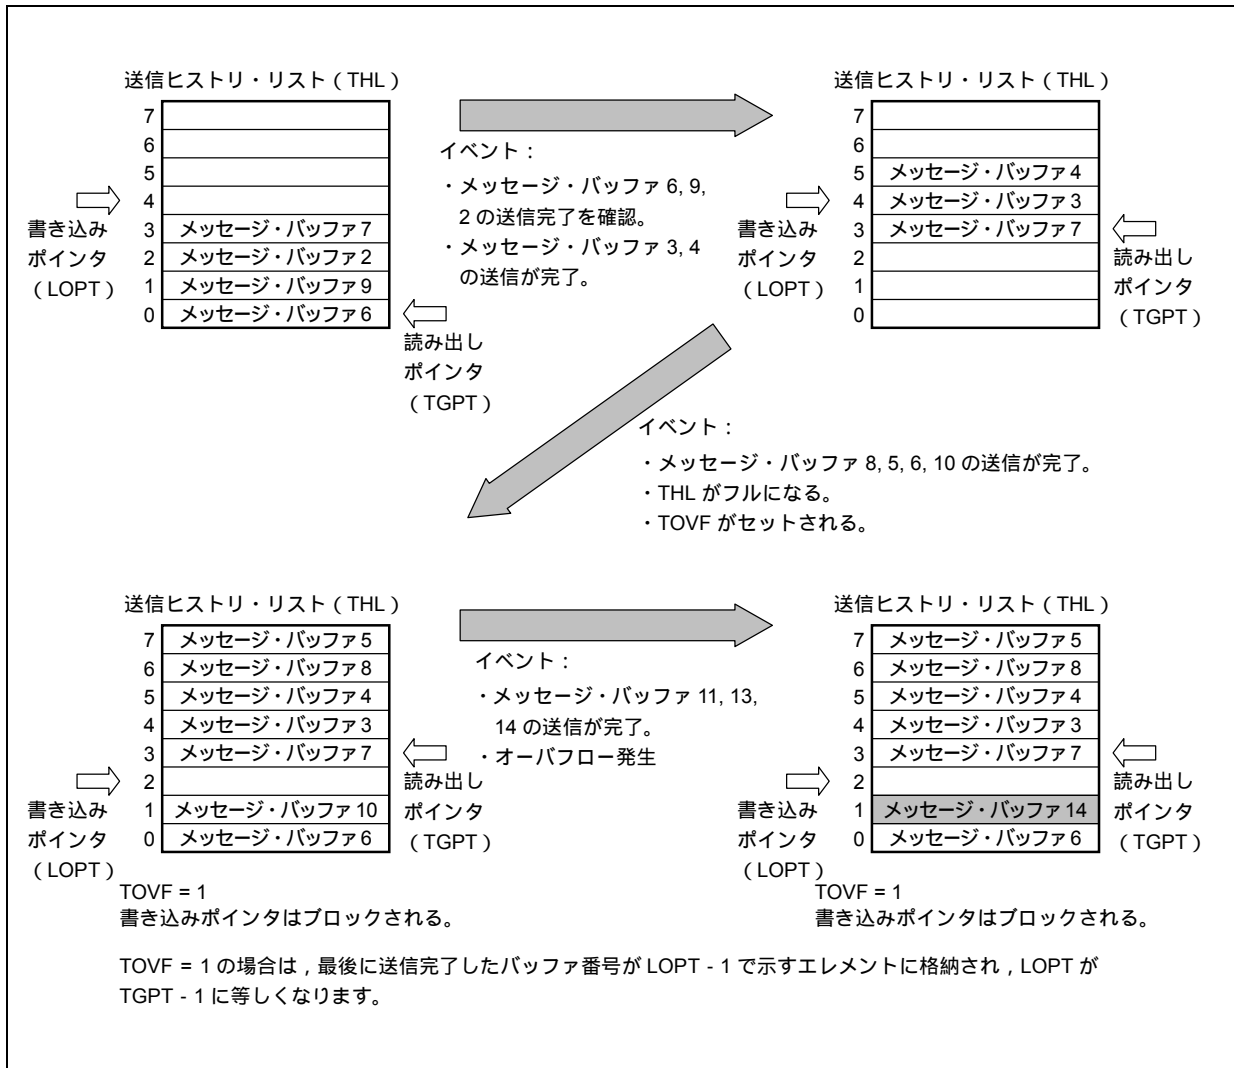 送信ヒストリ・リスト（THL）
7
6
5
4
3 メッセージ・バッファ7
2 メッセージ・バッファ2
1 メッセージ・バッファ9
0 メッセージ・バッファ6
書き込み
ポインタ
（LOPT）
読み出し
ポインタ
（TGPT）
イベント：
・メッセージ・バッファ 6, 9,
2 の送信完了を確認。
・メッセージ・バッファ 3, 4
の送信が完了。
送信ヒストリ・リスト（THL）
7
6
5 メッセージ・バッファ4
4 メッセージ・バッファ3
3 メッセージ・バッファ7
2
1
0
書き込み
ポインタ
（LOPT）
読み出し
ポインタ
（TGPT）
イベント：
・メッセージ・バッファ 8, 5, 6, 10 の送信が完了。
・THL がフルになる。
・TOVF がセットされる。
送信ヒストリ・リスト（THL）
7 メッセージ・バッファ5
6 メッセージ・バッファ8
5 メッセージ・バッファ4
4 メッセージ・バッファ3
3 メッセージ・バッファ7
2
1 メッセージ・バッファ 10
0 メッセージ・バッファ6
書き込み
ポインタ
（LOPT）
読み出し
ポインタ
（TGPT）
TOVF = 1
書き込みポインタはブロックされる。
イベント：
・メッセージ・バッファ 11, 13,
14 の送信が完了。
・オーバフロー発生
送信ヒストリ・リスト（THL）
7 メッセージ・バッファ5
6 メッセージ・バッファ8
5 メッセージ・バッファ4
4 メッセージ・バッファ3
3 メッセージ・バッファ7
2
1 メッセージ・バッファ 14
0 メッセージ・バッファ6
書き込み
ポインタ
（LOPT）
読み出し
ポインタ
（TGPT）
TOVF = 1
書き込みポインタはブロックされる。
TOVF = 1 の場合は，最後に送信完了したバッファ番号が LOPT - 1 で示すエレメントに格納され，LOPT が
TGPT - 1 に等しくなります。